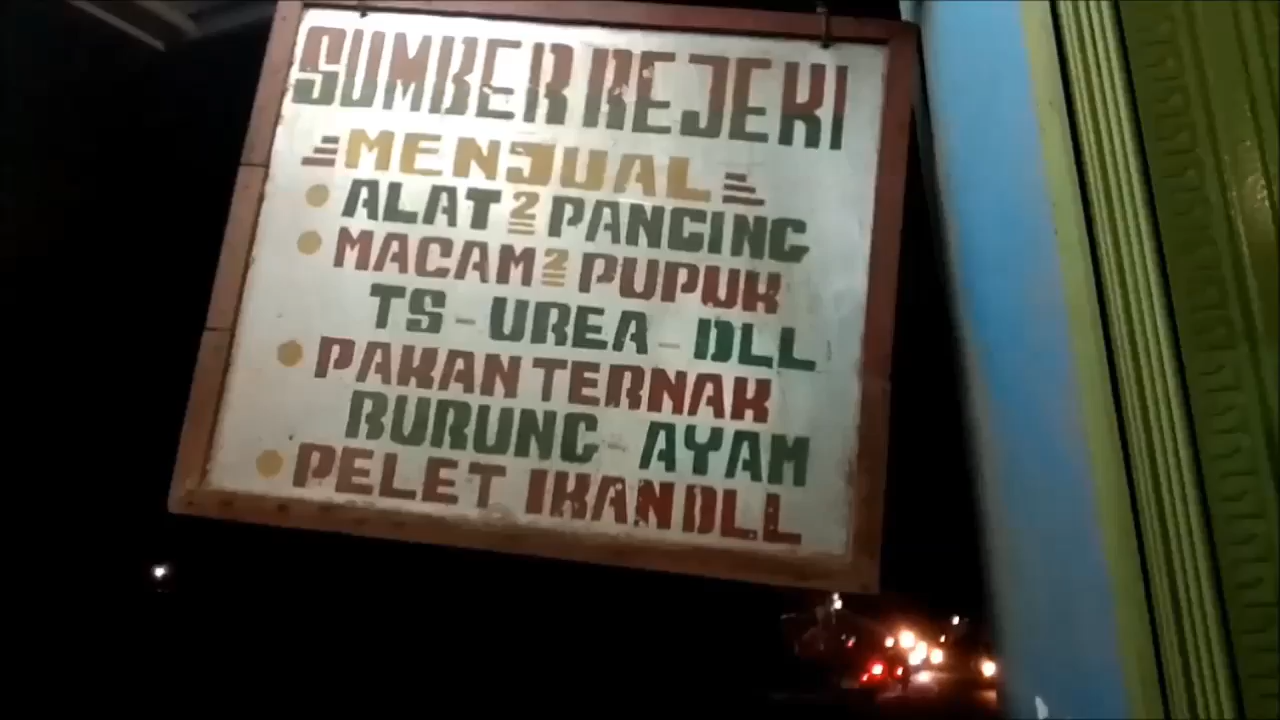 SUMBER REJEKI
MENJUAL
ALAT2 PANCING
MACAM2 PUPUK
TS-UREA-DLL
PAKAN TERNAK
BURUNG-AYAM
PELET IKAN DLL